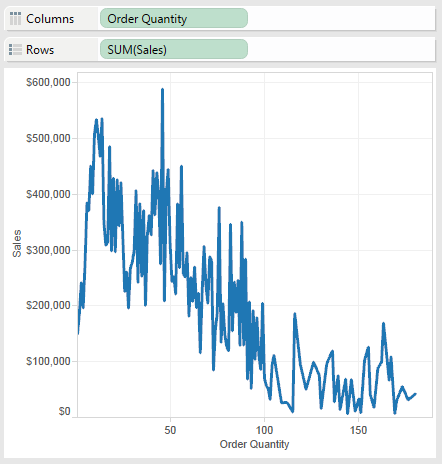 Columns Order Quantity
Rows SUM(Sales)
$600,000
$500,000
$400,000
$300,000
$200,000
$100,000
$0
Sales
50 100 150
Order Quantity